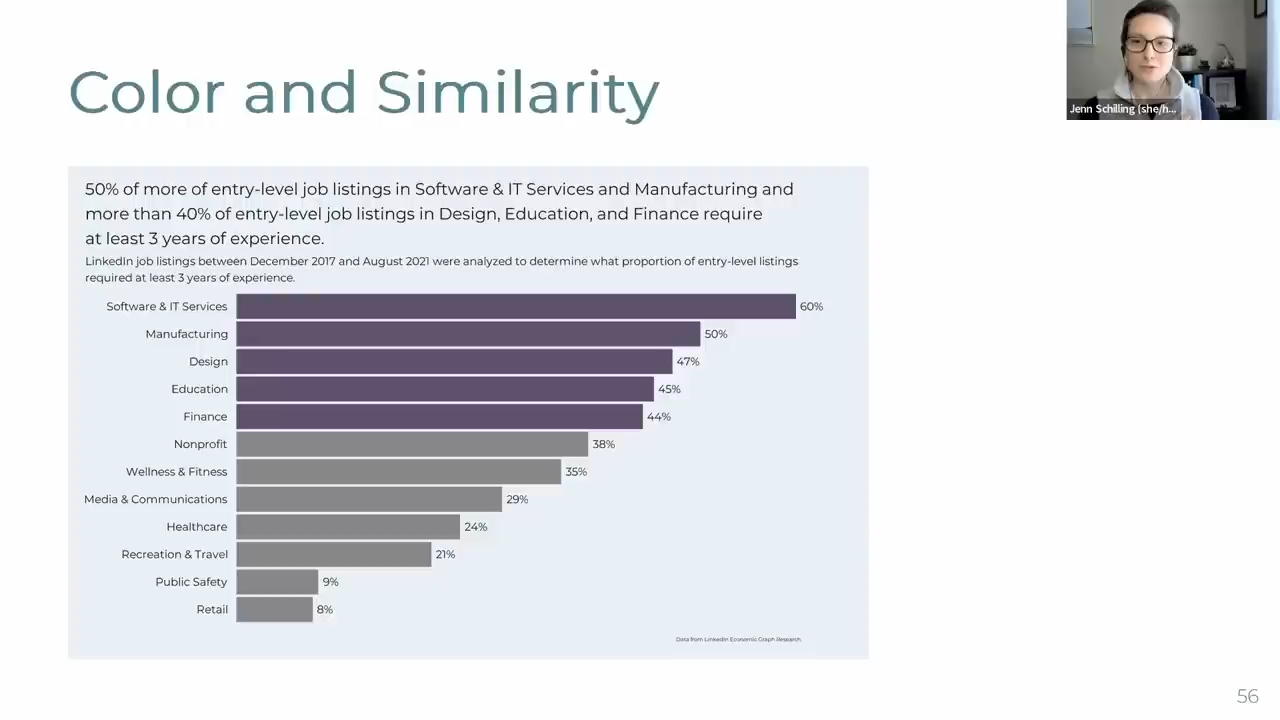 Color and Similarity
Jenn Schilling (she/h...
50% of more of entry-level job listings in Software & IT Services and Manufacturing and
more than 40% of entry-level job listings in Design, Education, and Finance require
at least 3 years of experience.
LinkedIn job listings between December 2017 and August 2021 were analyzed to determine what proportion of entry-level listings
required at least 3 years of experience.
Software & IT Services 60%
Manufacturing 50%
Design 47%
Education 45%
Finance 44%
Nonprofit 38%
Wellness & Fitness 35%
Media & Communications 29%
Healthcare 24%
Recreation & Travel 21%
Public Safety 9%
Retail 8%
Data from LinkedIn Economic Graph Research
56